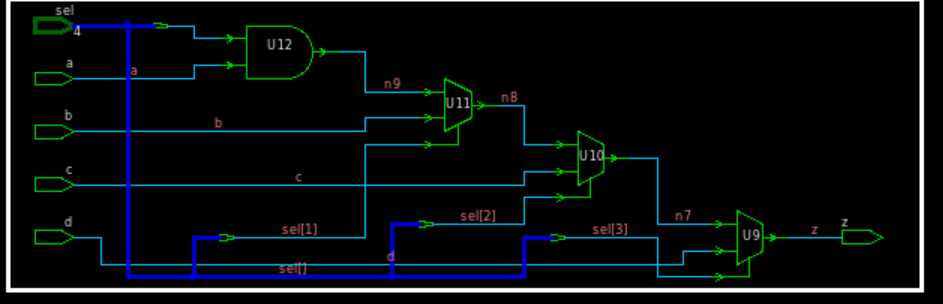 sel
4
U12
a
a
n9
U11
n8
b
b
U10
c
c
n7
d
sel[1]
sel[2]
sel[3]
U9
z
z
d
sel[]